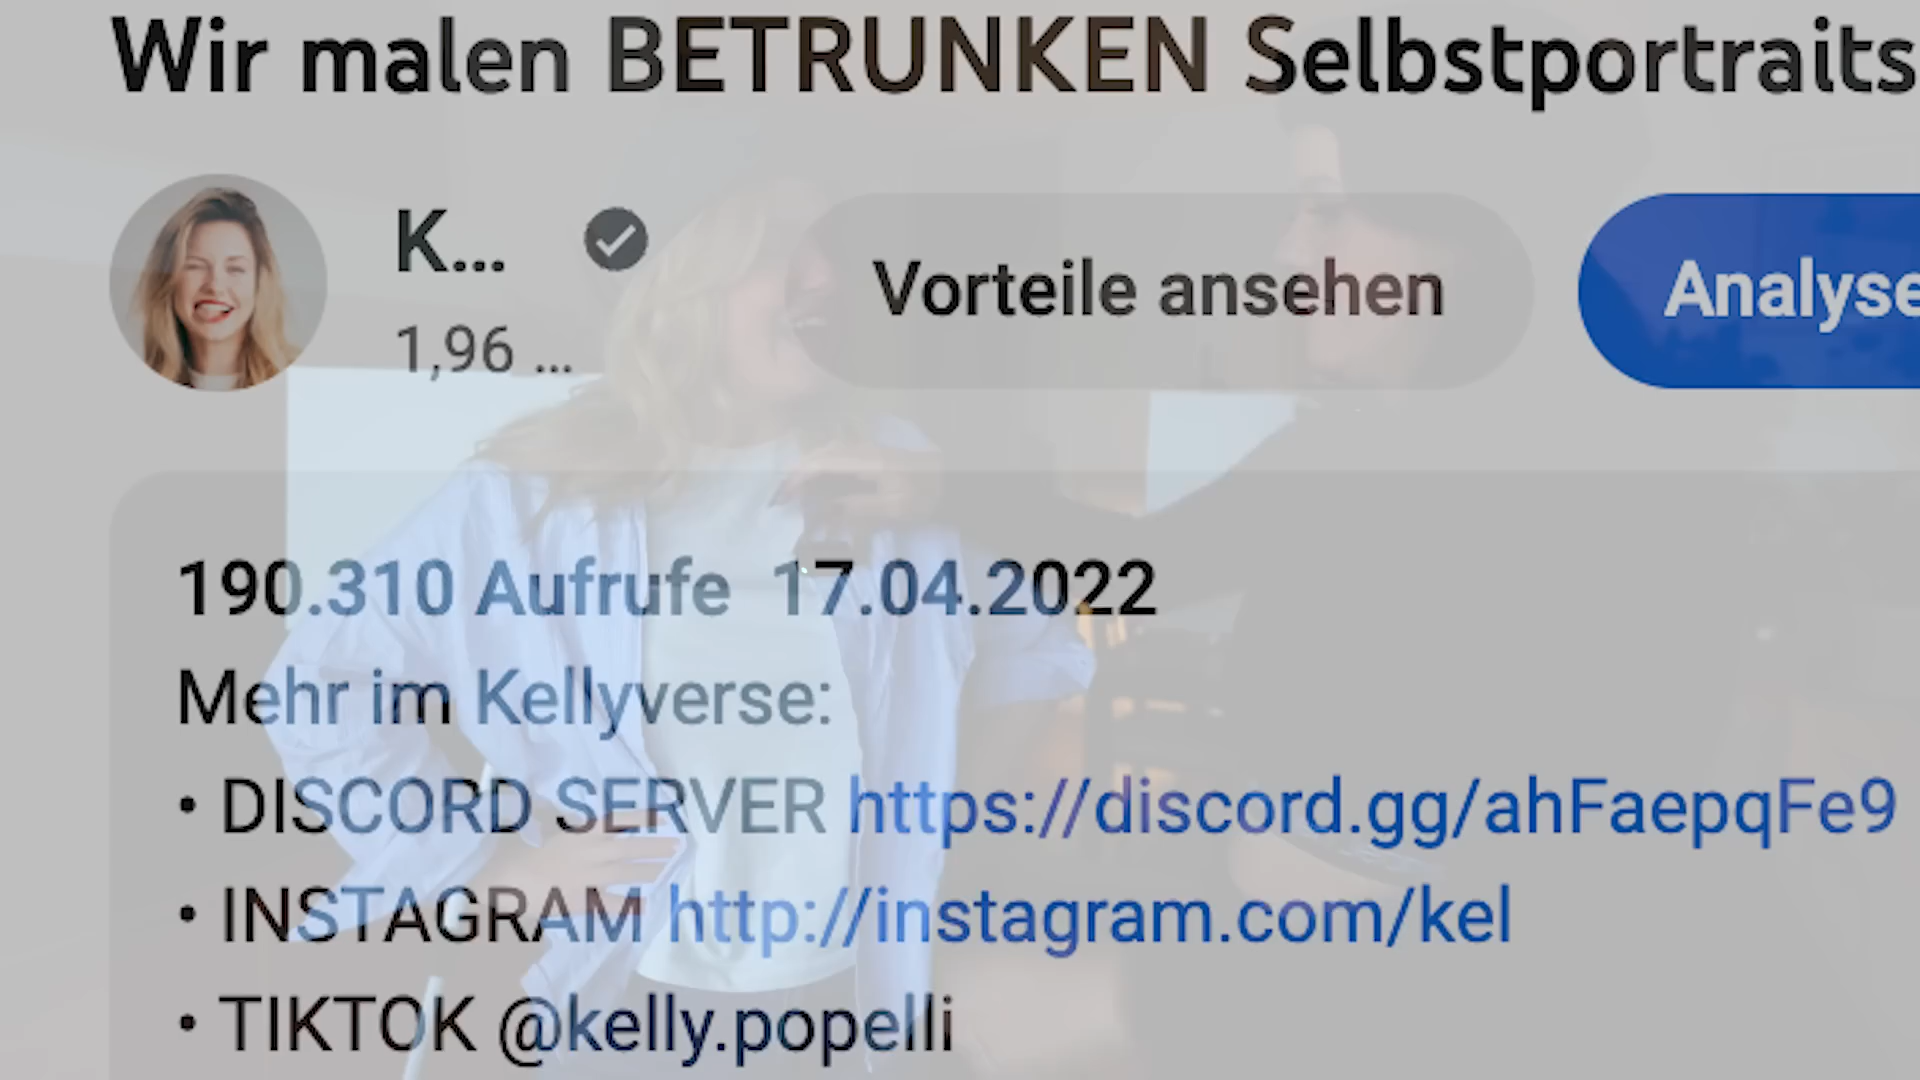 Wir malen BETRUNKEN Selbstportraits
K...
1,96 ...
Vorteile ansehen
Analyse
190.310 Aufrufe 17.04.2022
Mehr im Kellyverse:
• DISCORD SERVER https://discord.gg/ahFaepqFe9
• INSTAGRAM http://instagram.com/kel
• TIKTOK @kelly.popelli